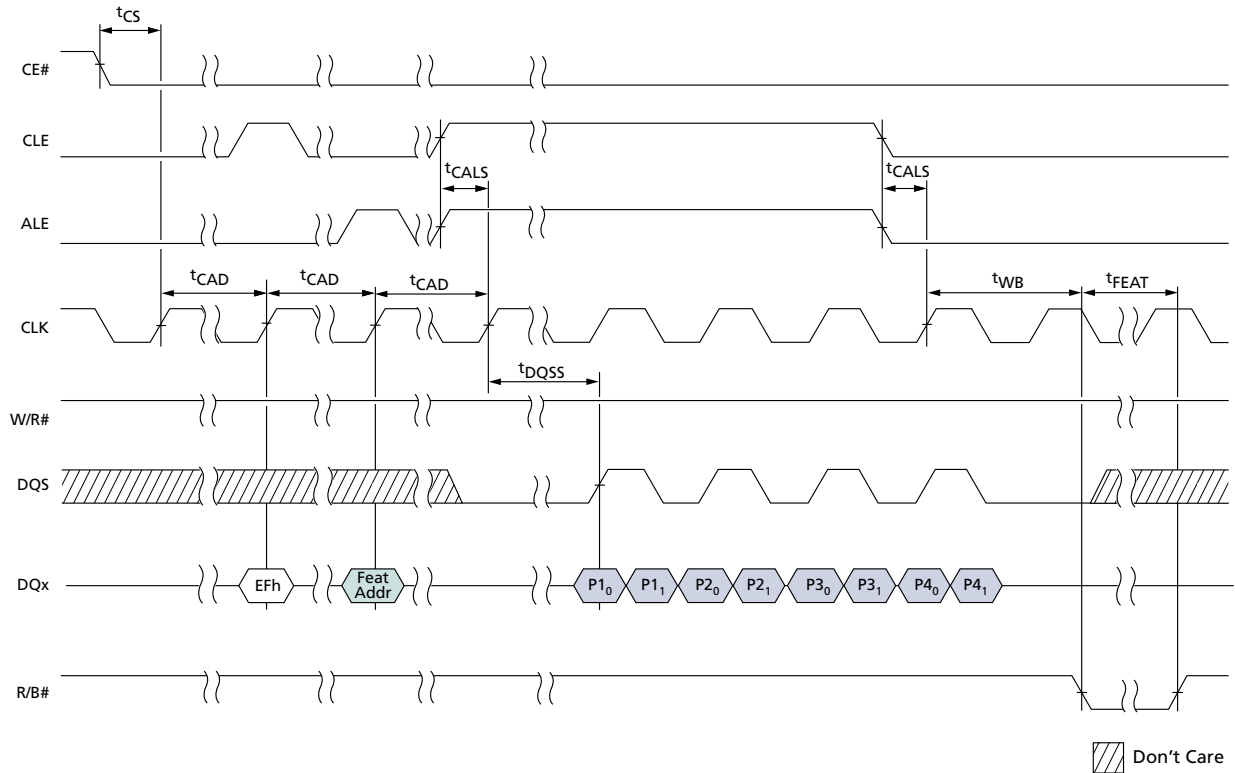 tCS
CE#
CLE
tCALS
tCALS
ALE
tCAD
tCAD
tCAD
tWB
tFEAT
CLK
tDQSS
W/R#
DQS
DQx
EFh
Feat
Addr
P1₀
P1₁
P2₀
P2₁
P3₀
P3₁
P4₀
P4₁
R/B#
Don't Care